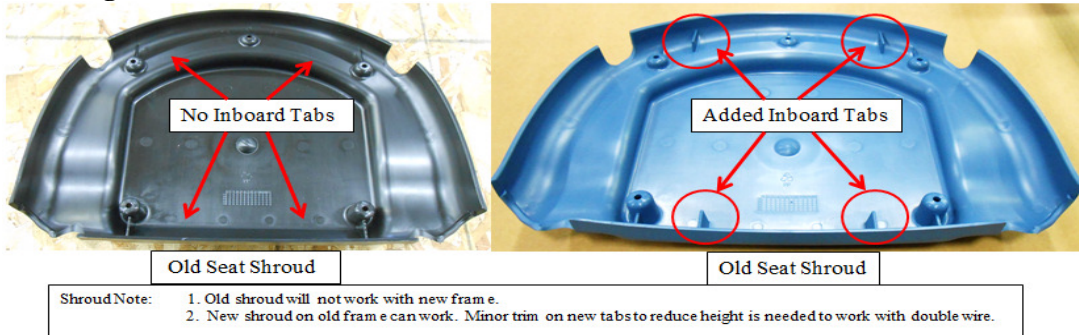 No Inboard Tabs
Added Inboard Tabs
Old Seat Shroud
Old Seat Shroud
Shroud Note: 1. Old shroud will not work with new frame.
2. New shroud on old frame can work. Minor trim on new tabs to reduce height is needed to work with double wire.